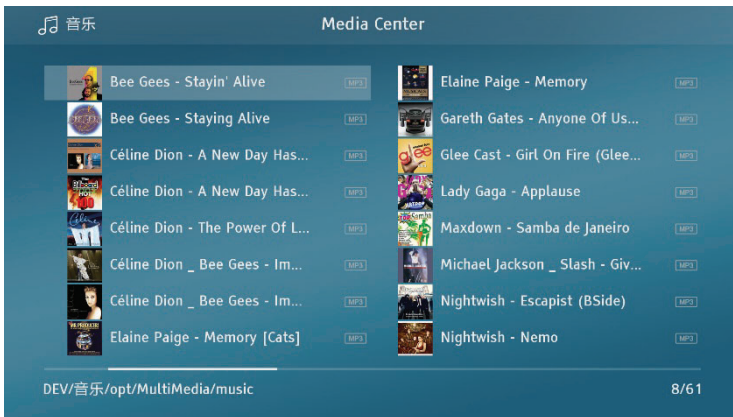 音乐
Media Center
Bee Gees - Stayin' Alive MP3
Bee Gees - Staying Alive MP3
Céline Dion - A New Day Has... MP3
Céline Dion - A New Day Has... MP3
Céline Dion - The Power Of L... MP3
Céline Dion _ Bee Gees - Im... MP3
Céline Dion _ Bee Gees - Im... MP3
Elaine Paige - Memory [Cats] MP3
Elaine Paige - Memory MP3
Gareth Gates - Anyone Of Us... MP3
glee
Glee Cast - Girl On Fire (Glee... MP3
Lady Gaga - Applause MP3
Maxdown - Samba de Janeiro MP3
Michael Jackson _ Slash - Giv... MP3
Nightwish - Escapist (BSide) MP3
Nightwish - Nemo MP3
DEV/音乐/opt/MultiMedia/music
8/61